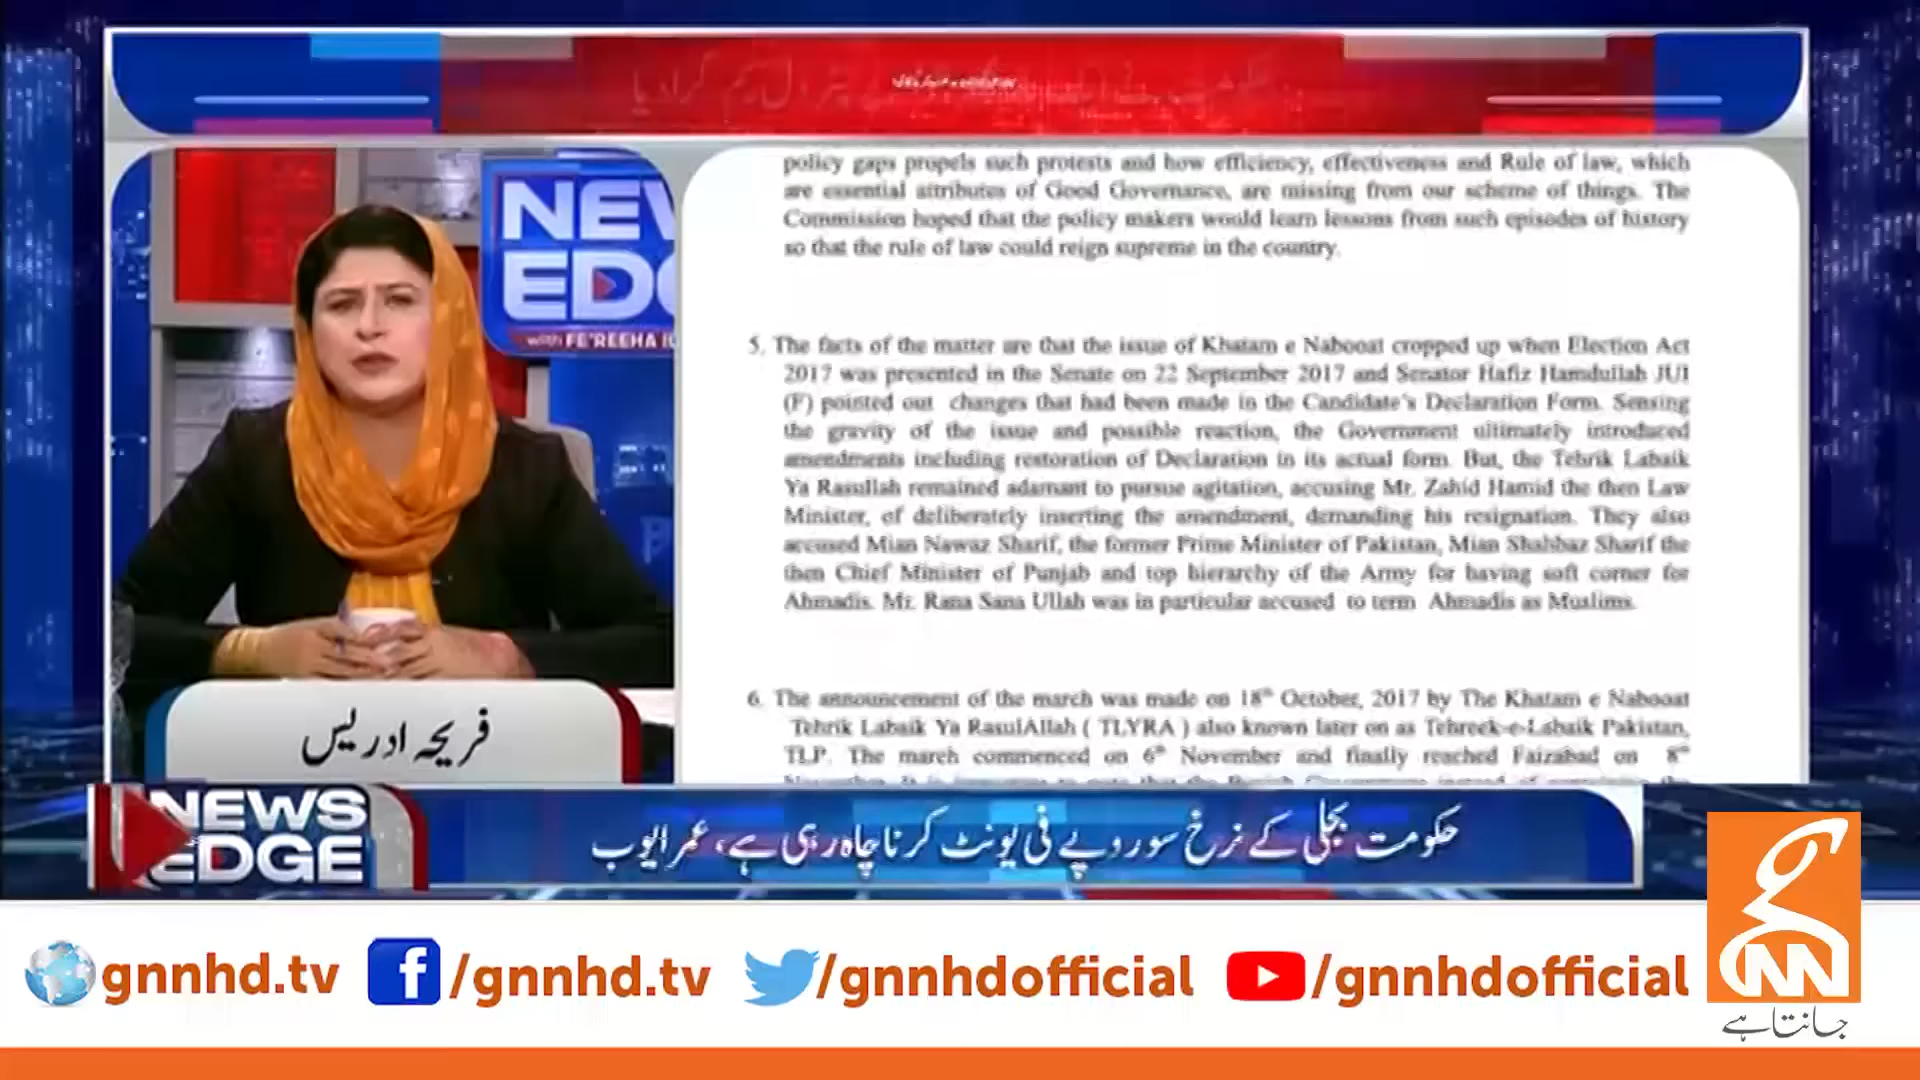 policy gaps propels such protests and how efficiency, effectiveness and Rule of law, which
are essential attributes of Good Governance, are missing from our scheme of things. The
Commission hoped that the policy makers would learn lessons from such episodes of history
so that the rule of law could reign supreme in the country.
5. The facts of the matter are that the issue of Khatam e Nabooat cropped up when Election Act
2017 was presented in the Senate on 22 September 2017 and Senator Hafiz Hamdullah JUI
(F) pointed out changes that had been made in the Candidate's Declaration Form. Sensing
the gravity of the issue and possible reaction, the Government ultimately introduced
amendments including restoration of Declaration in its actual form. But, the Tehrik Labaik
Ya Rasullah remained adamant to pursue agitation, accusing Mr. Zahid Hamid the then Law
Minister, of deliberately inserting the amendment, demanding his resignation. They also
accused Mian Nawaz Sharif, the former Prime Minister of Pakistan, Mian Shahbaz Sharif the
then Chief Minister of Punjab and top hierarchy of the Army for having soft corner for
Ahmadis. Mr. Rana Sana Ullah was in particular accused to term Ahmadis as Muslims.
6. The announcement of the march was made on 18th October, 2017 by The Khatam e Nabooat
Tehrik Labaik Ya RasulAllah ( TLYRA ) also known later on as Tehreek-e-Labaik Pakistan,
TLP. The march commenced on 6th November and finally reached Faizabad on 8th
NEW
EDG
with FE'REEHA
فریحہ ادریس
NEWS
EDGE
حکومت بجلی کے نرخ سو روپے فی یونٹ کرنا چاہ رہی ہے، عمر ایوب
gnnhd.tv
f /gnnhd.tv
/gnnhdofficial
/gnnhdofficial
GNN
جانتا ہے